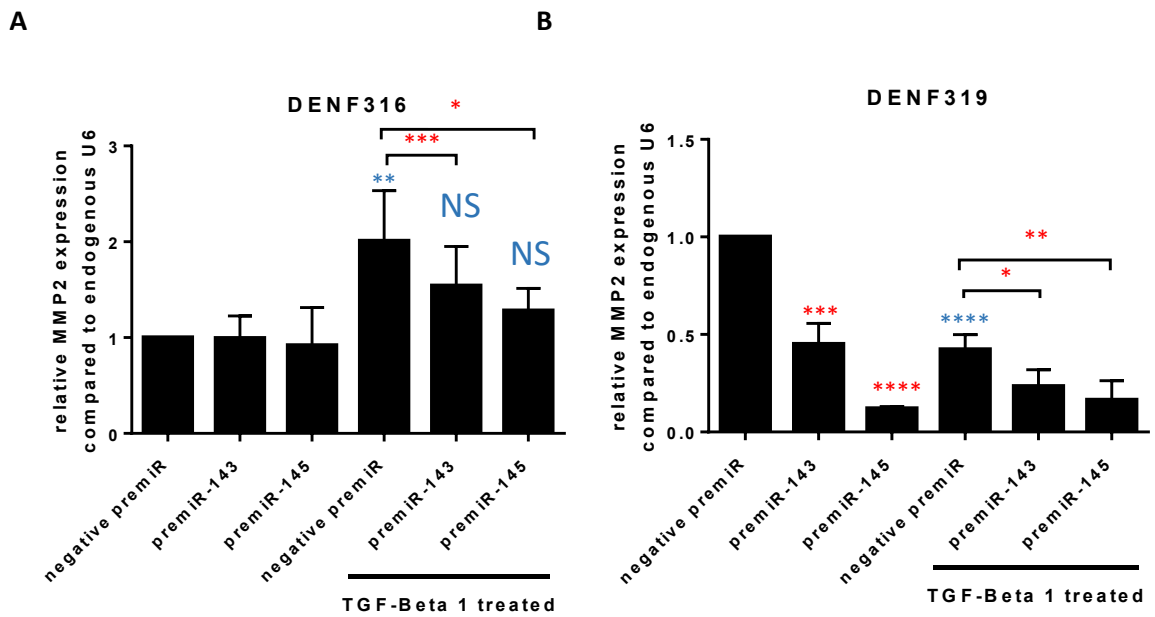 A
B
DENF316
*
***
**
NS
NS
relative MMP2 expression
compared to endogenous U6
3
2
1
0
negative premiR
premiR-143
premiR-145
negative premiR
premiR-143
premiR-145
TGF-Beta 1 treated
DENF319
**
*
***
****
****
relative MMP2 expression
compared to endogenous U6
1.5
1.0
0.5
0.0
negative premiR
premiR-143
premiR-145
negative premiR
premiR-143
premiR-145
TGF-Beta 1 treated